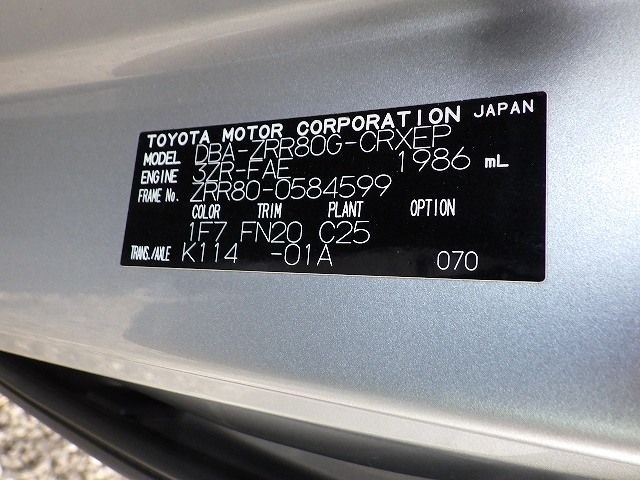 TOYOTA MOTOR CORPORATION JAPAN
MODEL DBA-ZRR80G-CRXEP
ENGINE 3ZR-FAE 1986 mL
FRAME No. ZRR80-0584599
COLOR TRIM PLANT OPTION
1F7 FN20 C25
TRANS./AXLE K114 -01A 070